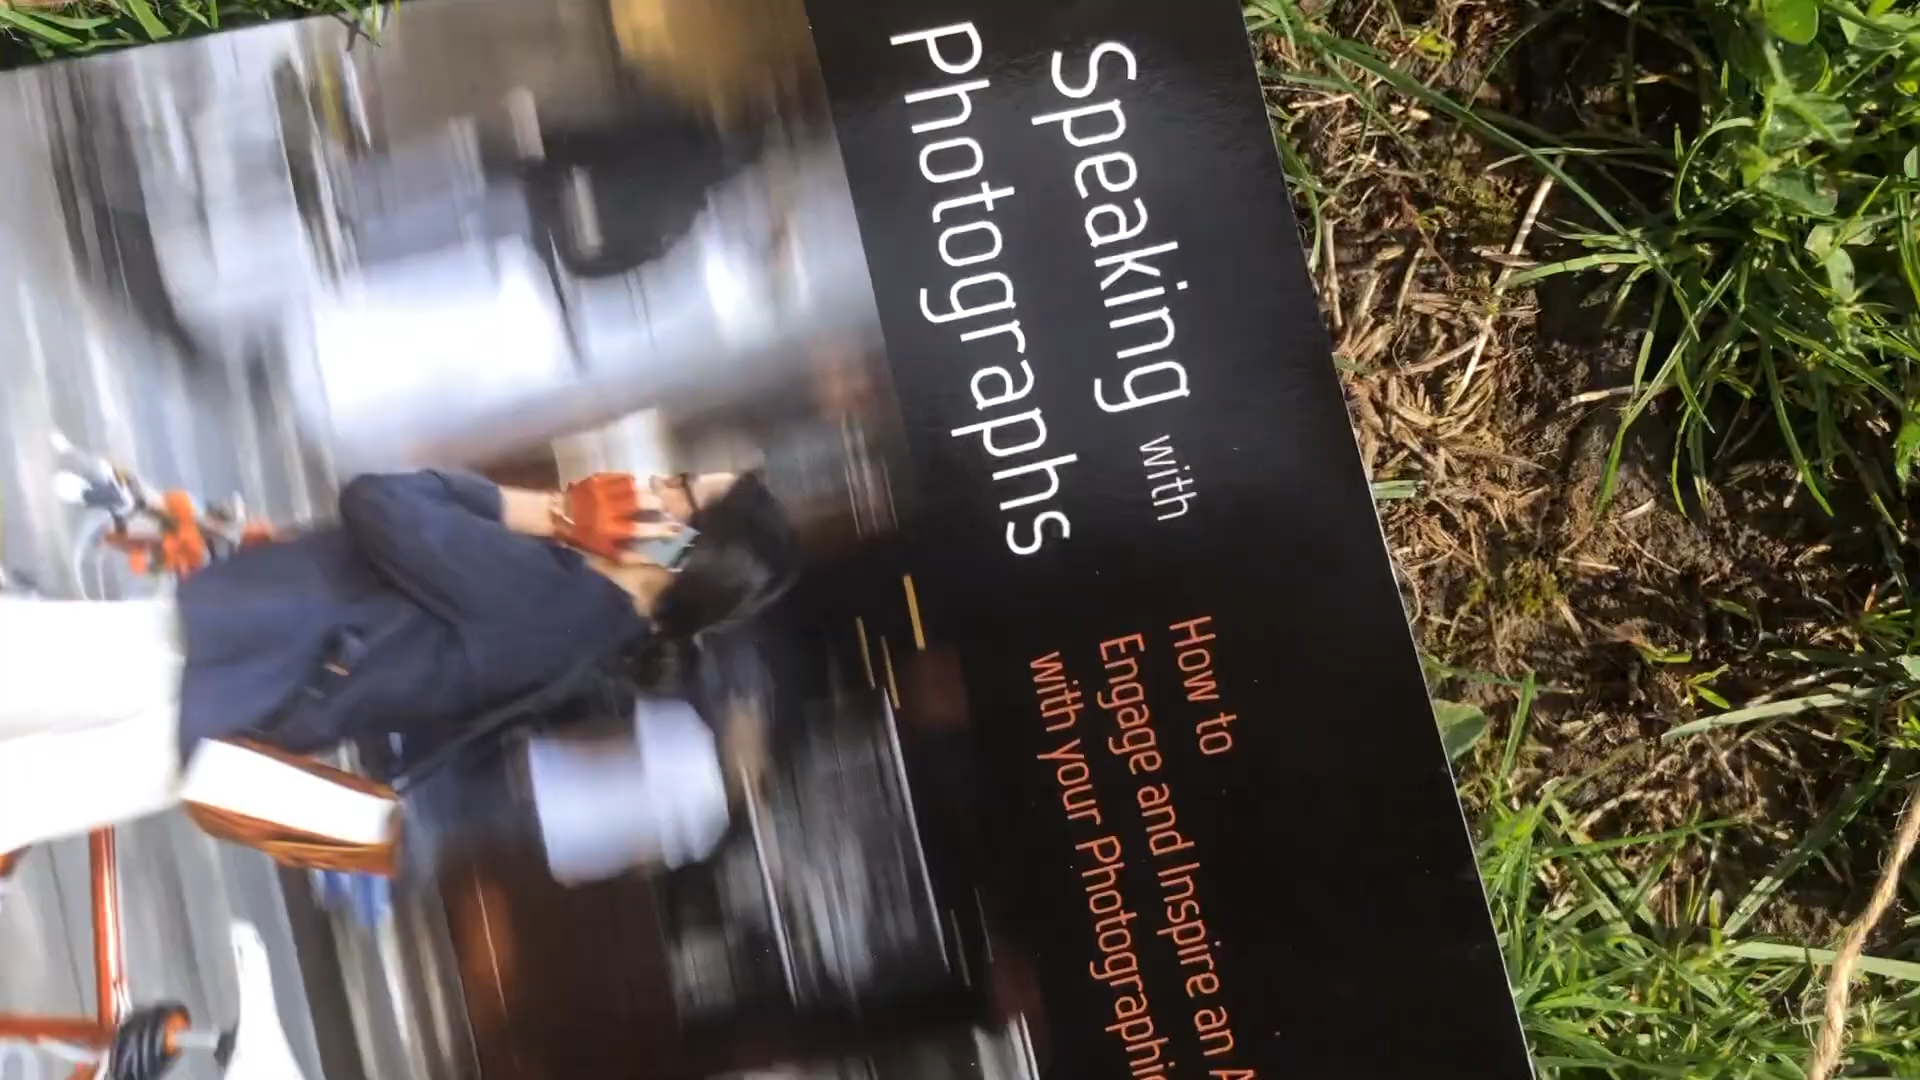 Speaking with
Photographs
How to
Engage and Inspire an
with your